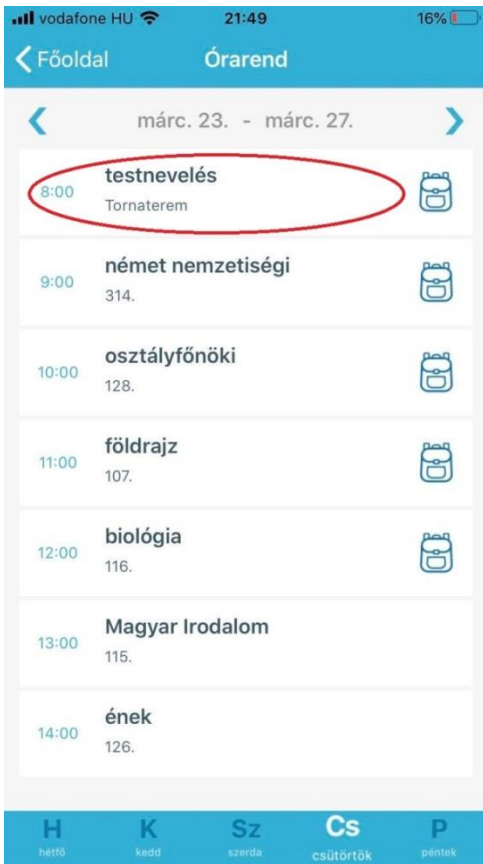 vodafone HU 21:49 16%
Főoldal Órarend
márc. 23. - márc. 27.
8:00 testnevelés
Tornaterem
9:00 német nemzetiségi
314.
10:00 osztályfőnöki
128.
11:00 földrajz
107.
12:00 biológia
116.
13:00 Magyar Irodalom
115.
14:00 ének
126.
H K Sz Cs P
hétfő kedd szerda csütörtök péntek